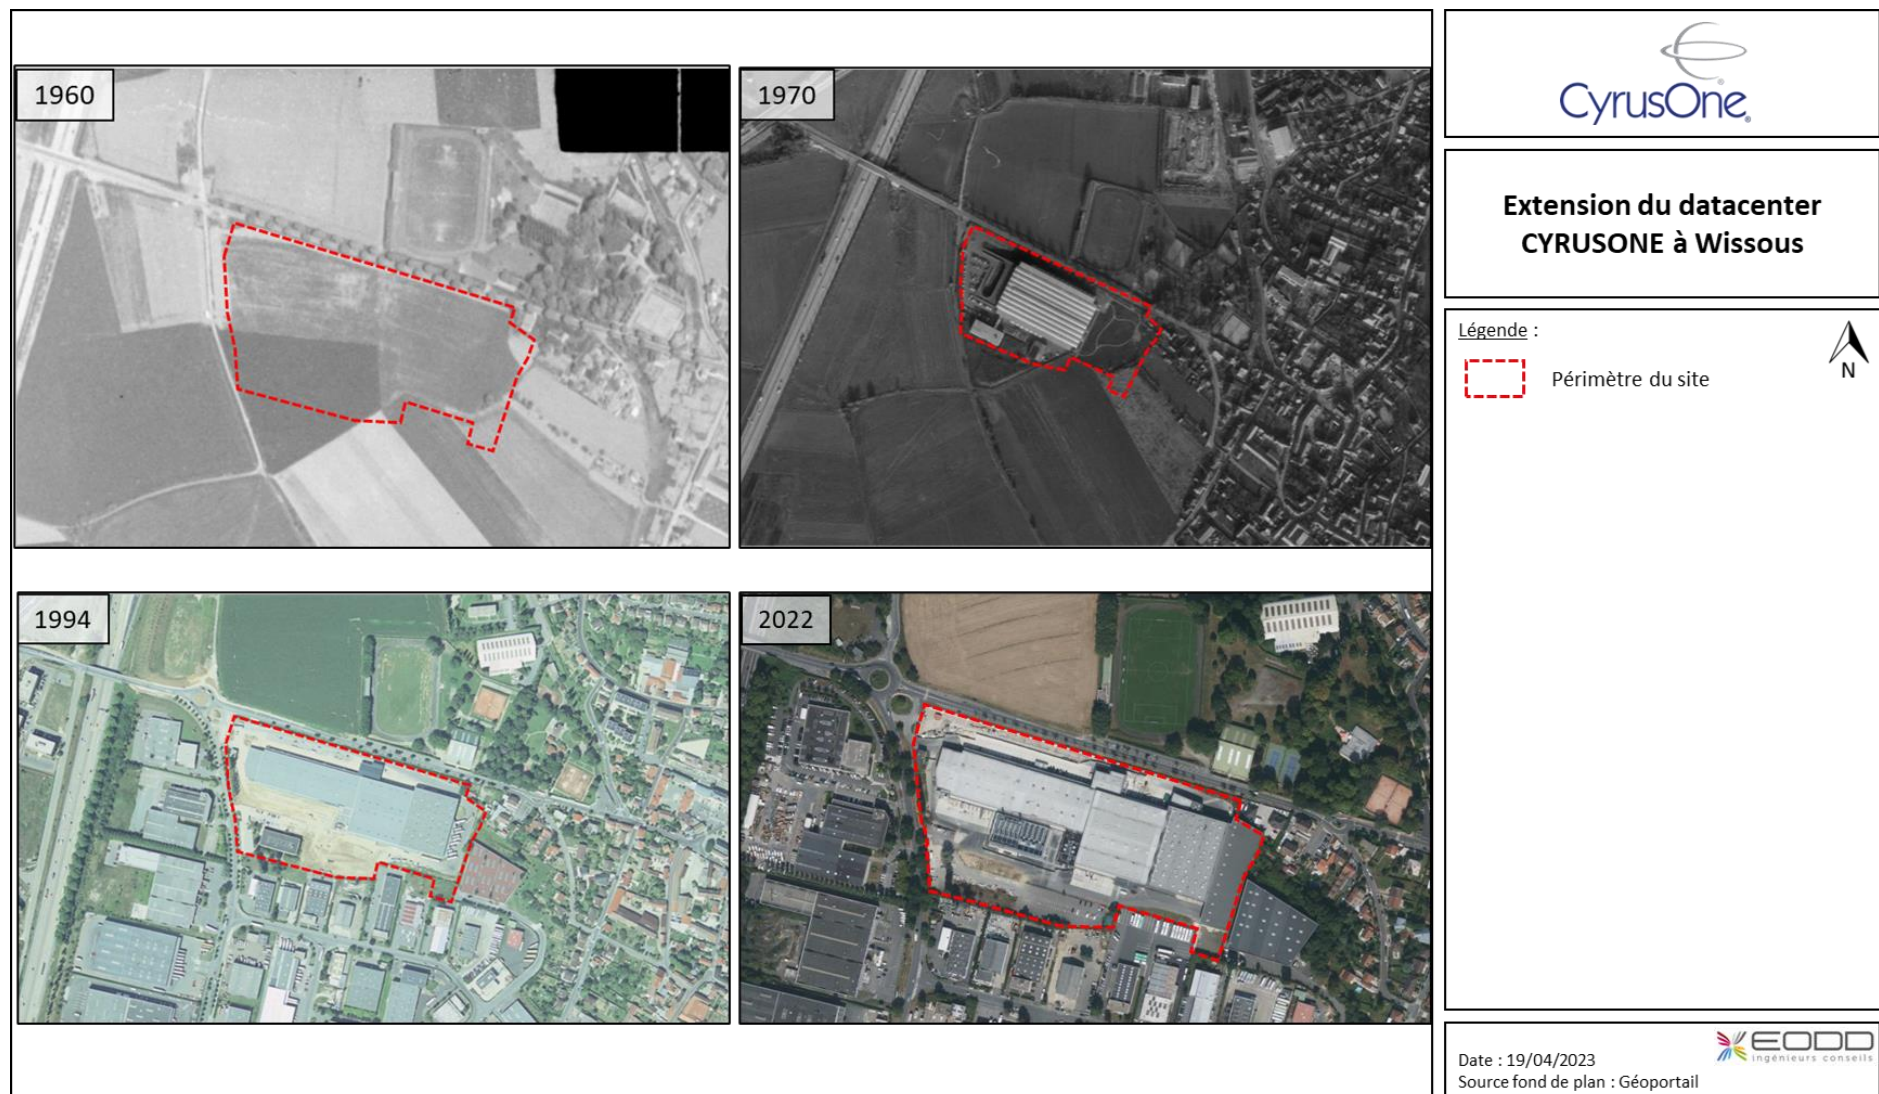 1960
1970
1994
2022
CyrusOne®
Extension du datacenter
CYRUSONE à Wissous
Légende :
N
Périmètre du site
EODD
ingénieurs conseils
Date : 19/04/2023
Source fond de plan : Géoportail